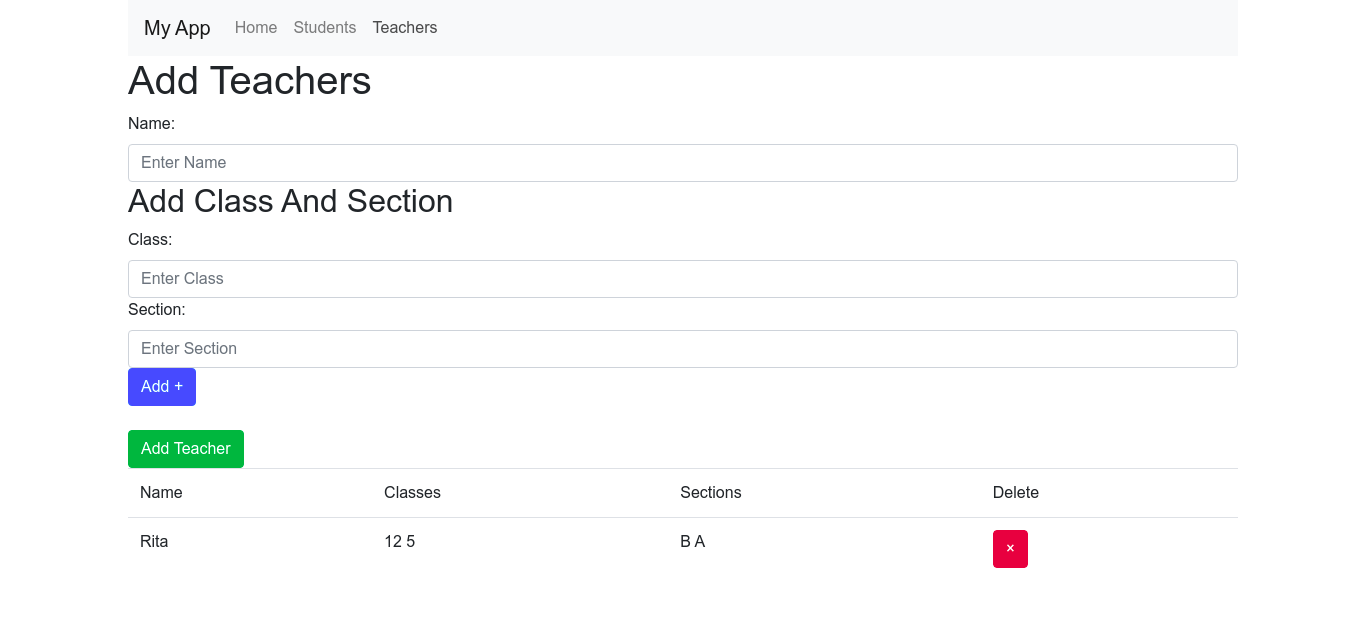 My App Home Students Teachers
Add Teachers
Name:
Enter Name
Add Class And Section
Class:
Enter Class
Section:
Enter Section
Add +
Add Teacher
Name Classes Sections Delete
Rita 12 5 B A ×